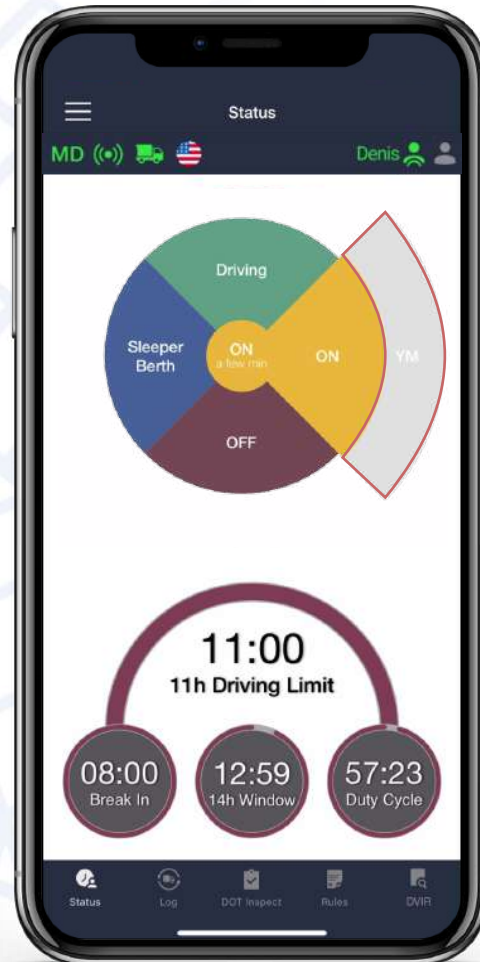 Status
MD
Denis
Driving
Sleeper
Berth
ON
a few min
ON
YM
OFF
11:00
11h Driving Limit
08:00
Break In
12:59
14h Window
57:23
Duty Cycle
Status
Log
DOT Inspect
Rules
DVIR